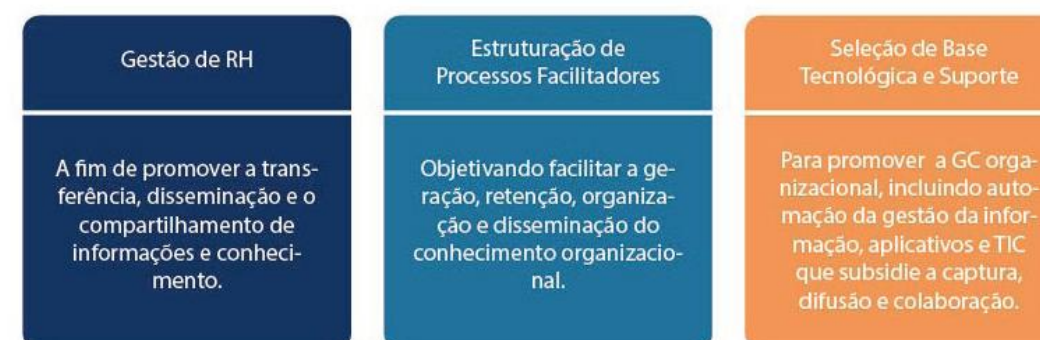 Gestão de RH
A fim de promover a trans-
ferência, disseminação e o
compartilhamento de
informações e conheci-
mento.
Estruturação de
Processos Facilitadores
Objetivando facilitar a ge-
ração, retenção, organiza-
ção e disseminação do
conhecimento organizacio-
nal.
Seleção de Base
Tecnológica e Suporte
Para promover a GC orga-
nizacional, incluindo auto-
mação da gestão da infor-
mação, aplicativos e TIC
que subsidie a captura,
difusão e colaboração.